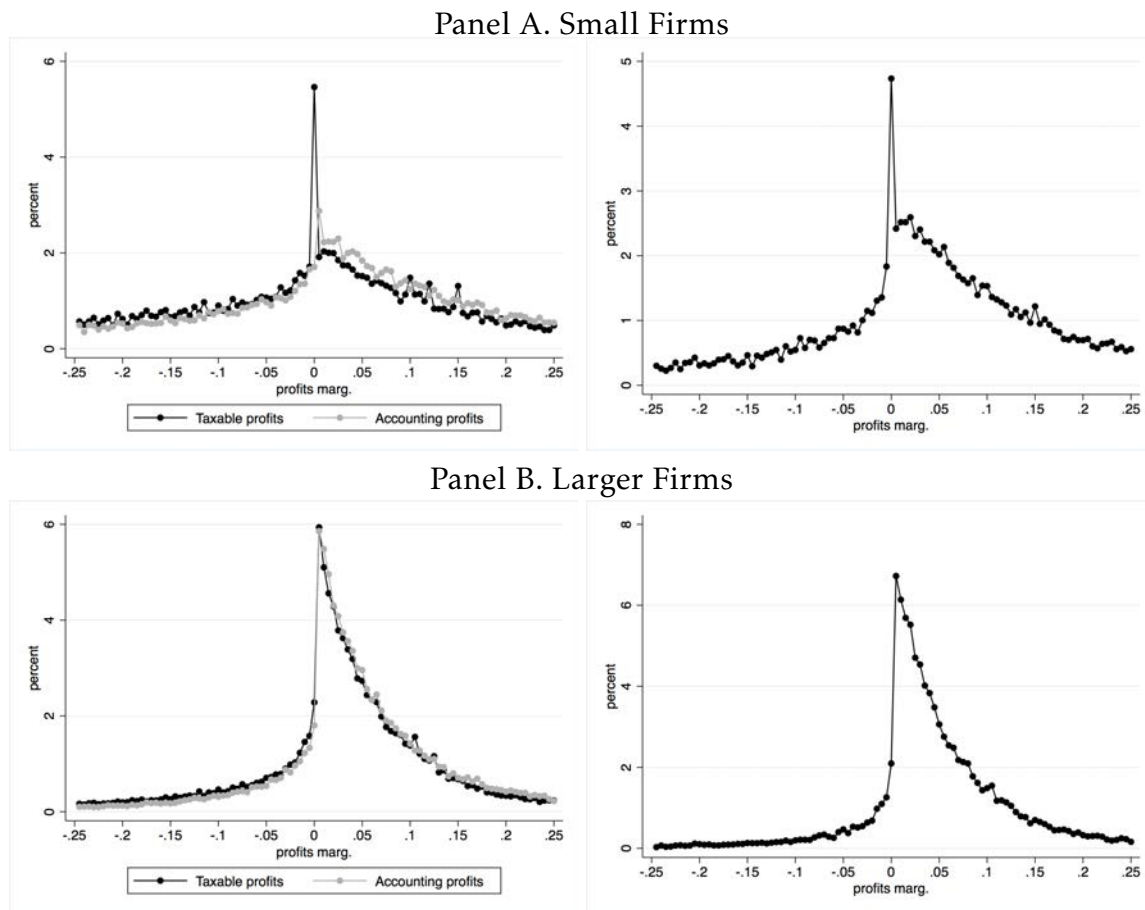 Panel A. Small Firms
6
4
2
0
percent
-.25 -.2 -.15 -.1 -.05 0 .05 .1 .15 .2 .25
profits marg.
Taxable profits Accounting profits
5
4
3
2
1
0
percent
-.25 -.2 -.15 -.1 -.05 0 .05 .1 .15 .2 .25
profits marg.
Panel B. Larger Firms
6
4
2
0
percent
-.25 -.2 -.15 -.1 -.05 0 .05 .1 .15 .2 .25
profits marg.
Taxable profits Accounting profits
8
6
4
2
0
percent
-.25 -.2 -.15 -.1 -.05 0 .05 .1 .15 .2 .25
profits marg.